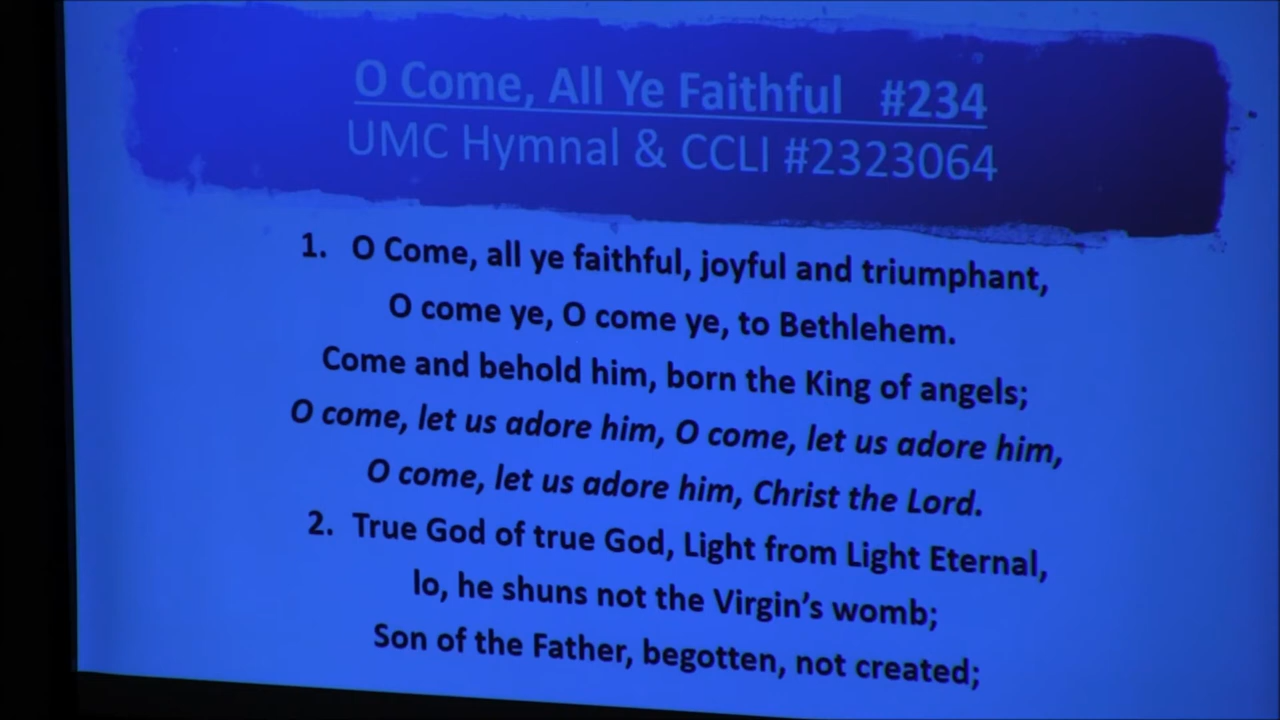 O Come, All Ye Faithful #234
UMC Hymnal & CCLI #2323064
1. O Come, all ye faithful, joyful and triumphant,
O come ye, O come ye, to Bethlehem.
Come and behold him, born the King of angels;
O come, let us adore him, O come, let us adore him,
O come, let us adore him, Christ the Lord.
2. True God of true God, Light from Light Eternal,
lo, he shuns not the Virgin’s womb;
Son of the Father, begotten, not created;